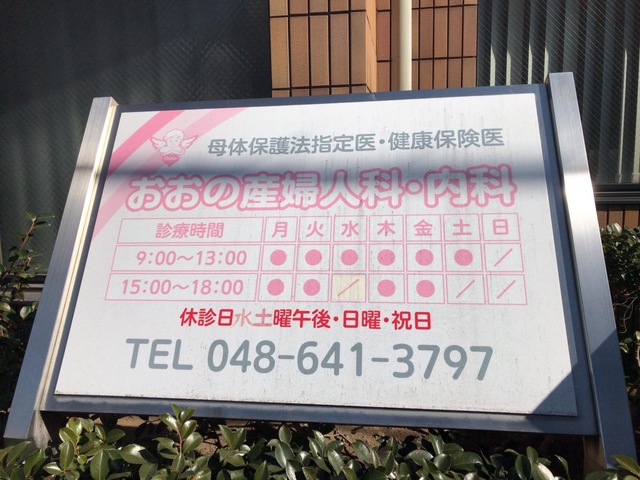 母体保護法指定医・健康保険医
おおの産婦人科・内科
診療時間 月 火 水 木 金 土 日
9:00〜13:00 ● ● ● ● ● ● ／
15:00〜18:00 ● ● ／ ● ● ／ ／
休診日水土曜午後・日曜・祝日
TEL 048-641-3797